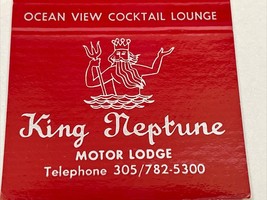 OCEAN VIEW COCKTAIL LOUNGE
King Neptune
MOTOR LODGE
Telephone 305/782-5300